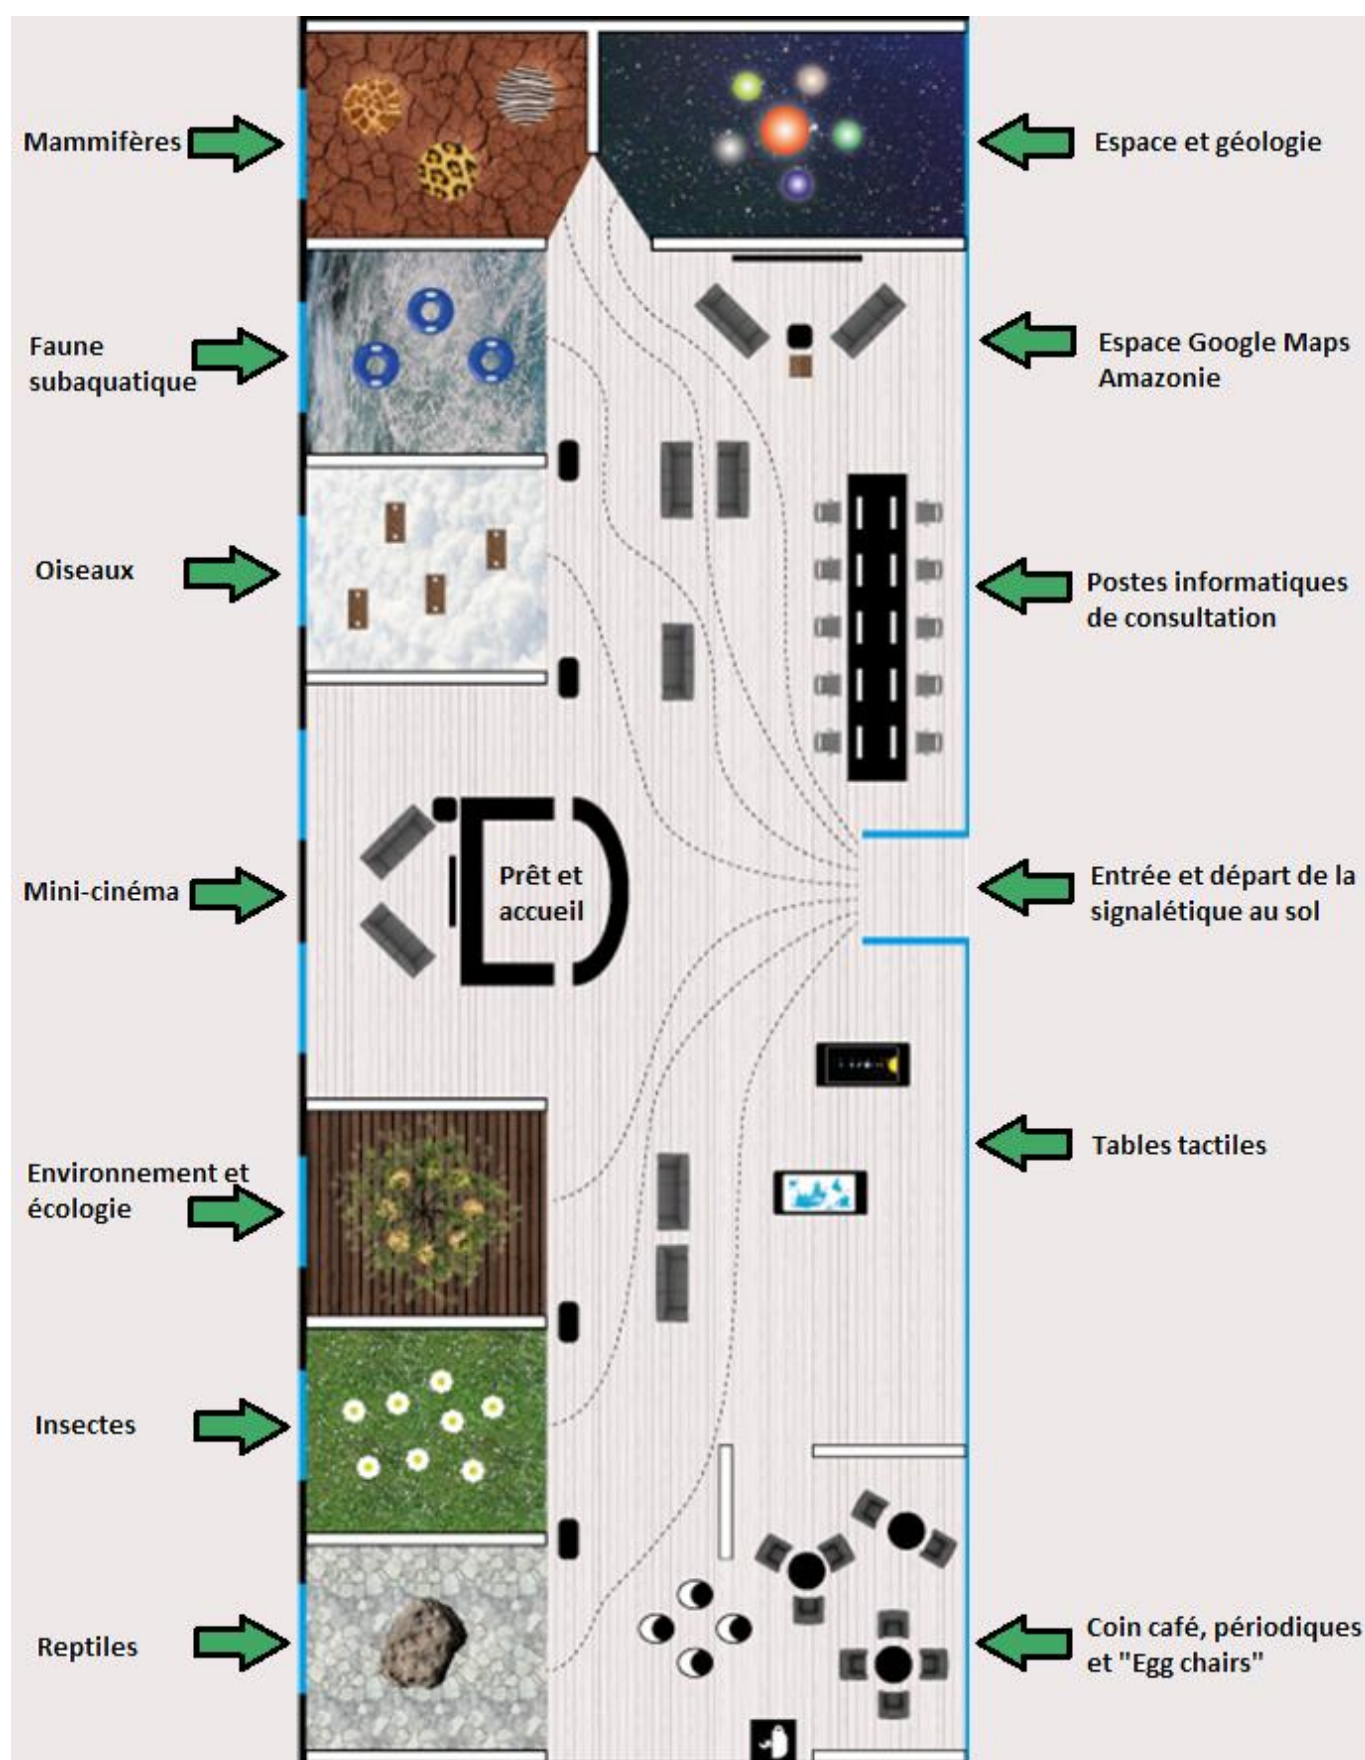 Mammifères
Espace et géologie
Faune
subaquatique
Espace Google Maps
Amazonie
Oiseaux
Postes informatiques
de consultation
Mini-cinéma
Prêt et
accueil
Entrée et départ de la
signalétique au sol
Environnement et
écologie
Tables tactiles
Insectes
Reptiles
Coin café, périodiques
et "Egg chairs"